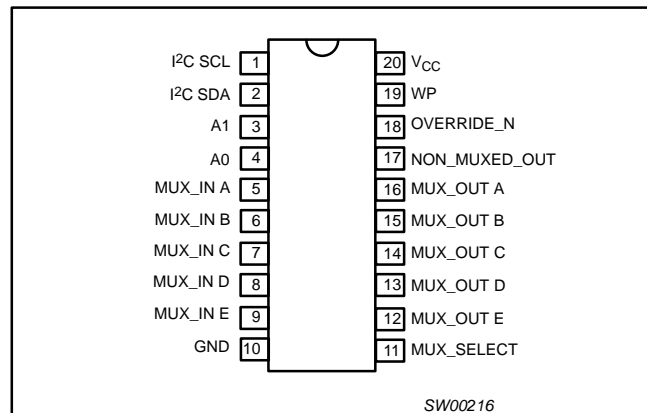 I²C SCL 1 20 VCC
I²C SDA 2 19 WP
A1 3 18 OVERRIDE_N
A0 4 17 NON_MUXED_OUT
MUX_IN A 5 16 MUX_OUT A
MUX_IN B 6 15 MUX_OUT B
MUX_IN C 7 14 MUX_OUT C
MUX_IN D 8 13 MUX_OUT D
MUX_IN E 9 12 MUX_OUT E
GND 10 11 MUX_SELECT
SW00216